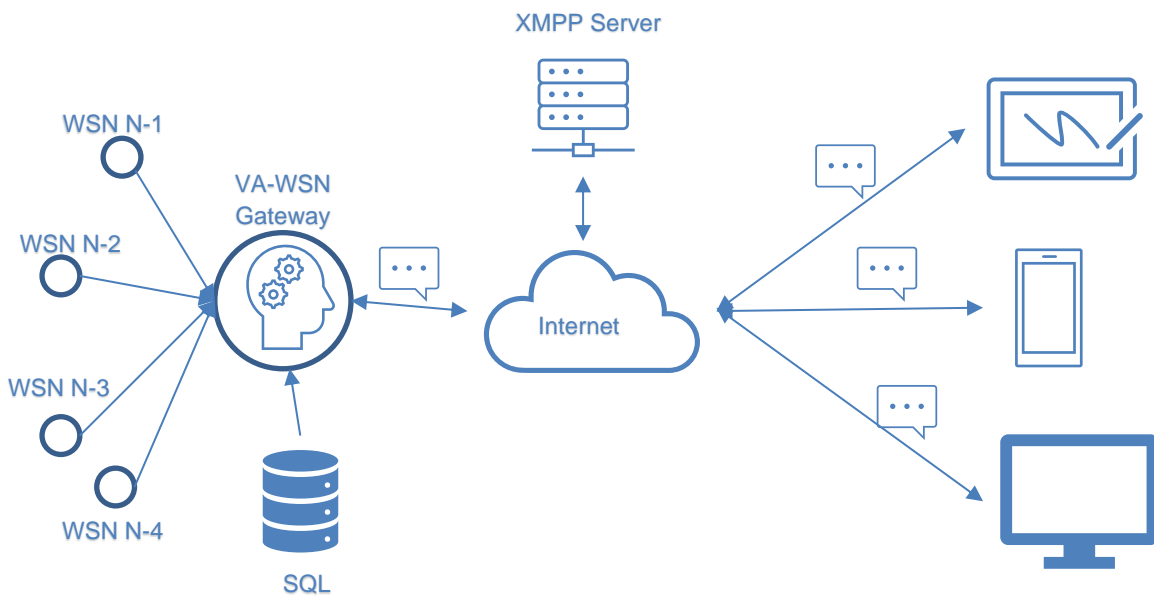 XMPP Server
WSN N-1
VA-WSN
Gateway
WSN N-2
Internet
WSN N-3
WSN N-4
SQL